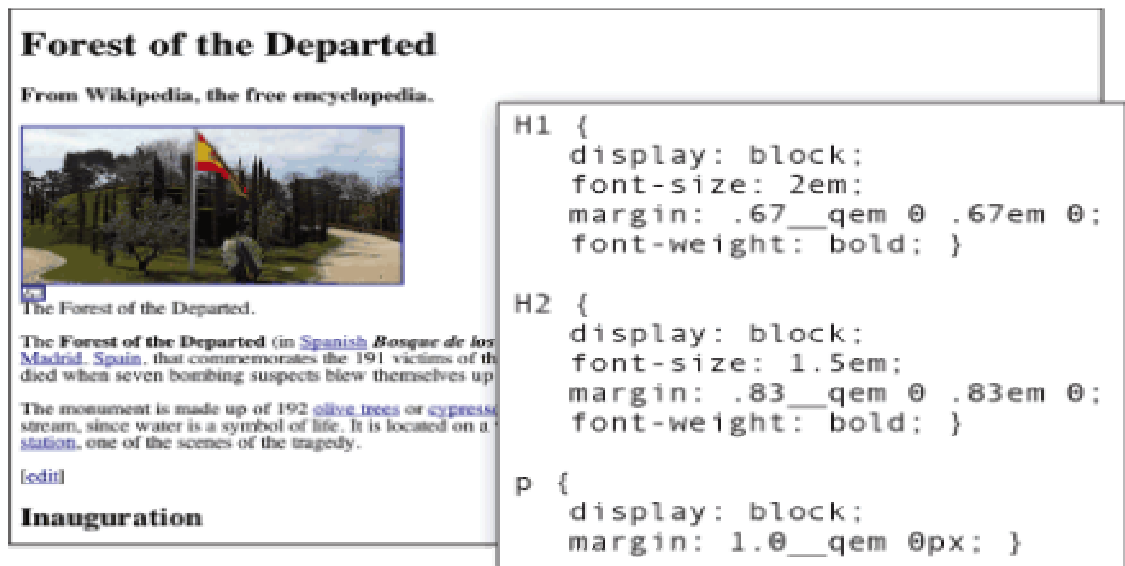 Forest of the Departed
From Wikipedia, the free encyclopedia.
The Forest of the Departed.
The Forest of the Departed (in Spanish Bosque de los
Madrid, Spain, that commemorates the 191 victims of th
died when seven bombing suspects blew themselves up
The monument is made up of 192 olive trees or cypress
stream, since water is a symbol of life. It is located on a
station, one of the scenes of the tragedy.
[edit]
Inauguration
H1 {
display: block;
font-size: 2em;
margin: .67__qem 0 .67em 0;
font-weight: bold; }
H2 {
display: block;
font-size: 1.5em;
margin: .83__qem 0 .83em 0;
font-weight: bold; }
p {
display: block;
margin: 1.0__qem 0px; }